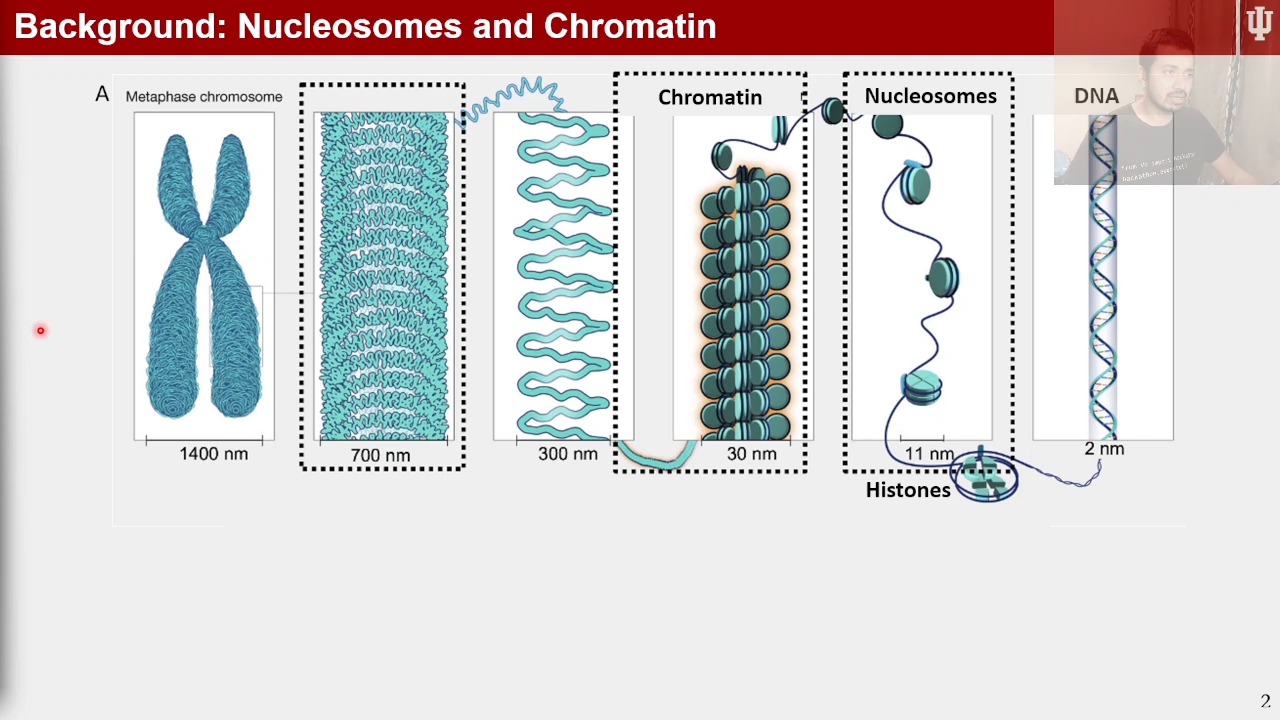 Background: Nucleosomes and Chromatin
A
Metaphase chromosome
Chromatin
Nucleosomes
DNA
1400 nm
700 nm
300 nm
30 nm
11 nm
2 nm
Histones
2